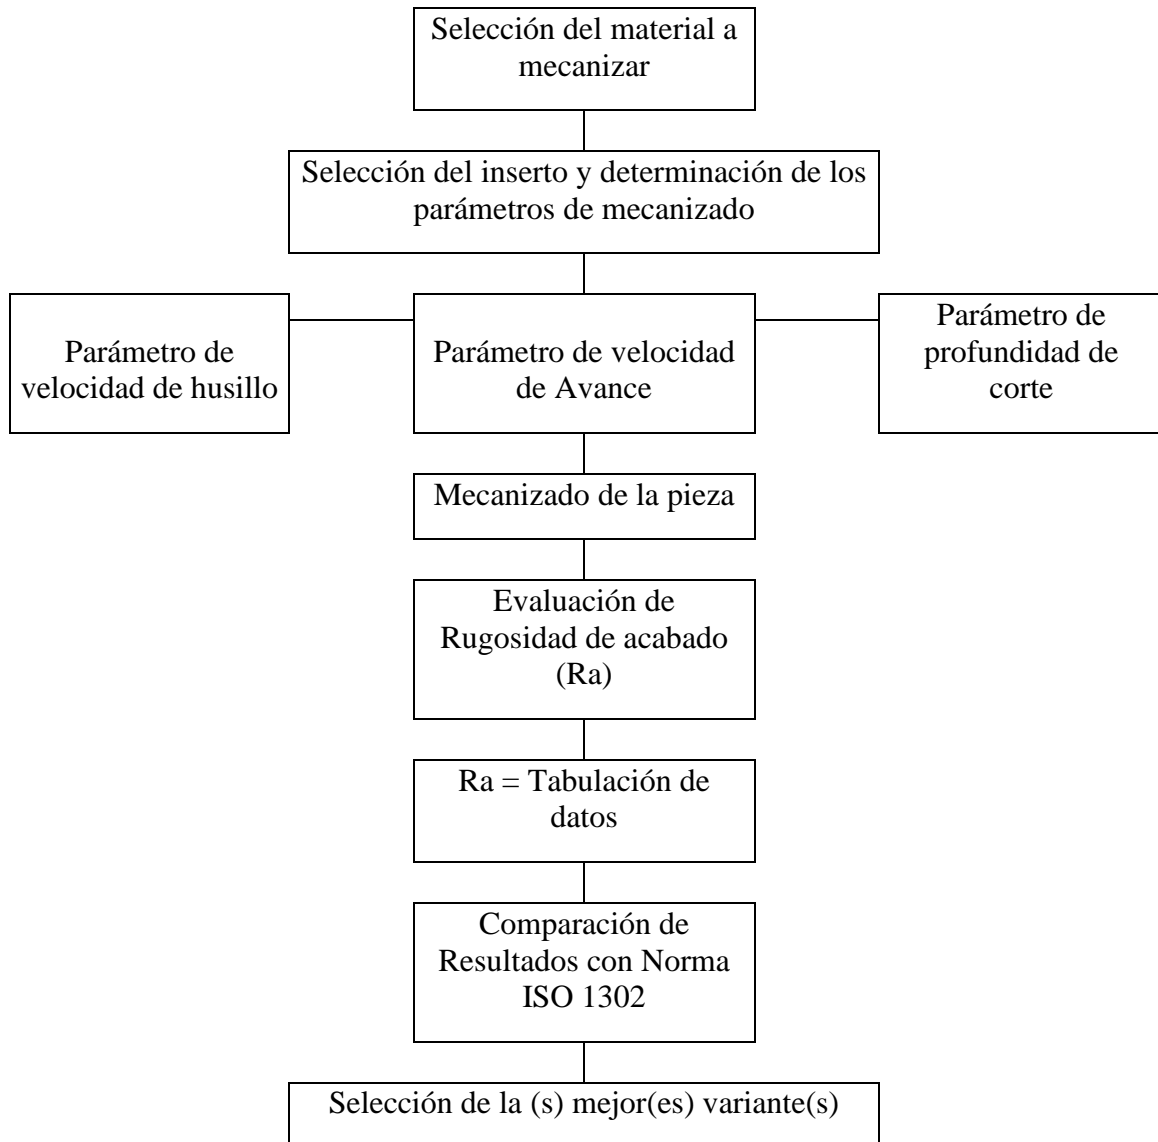 Selección del material a
mecanizar
Selección del inserto y determinación de los
parámetros de mecanizado
Parámetro de
velocidad de husillo
Parámetro de velocidad
de Avance
Parámetro de
profundidad de
corte
Mecanizado de la pieza
Evaluación de
Rugosidad de acabado
(Ra)
Ra = Tabulación de
datos
Comparación de
Resultados con Norma
ISO 1302
Selección de la (s) mejor(es) variante(s)